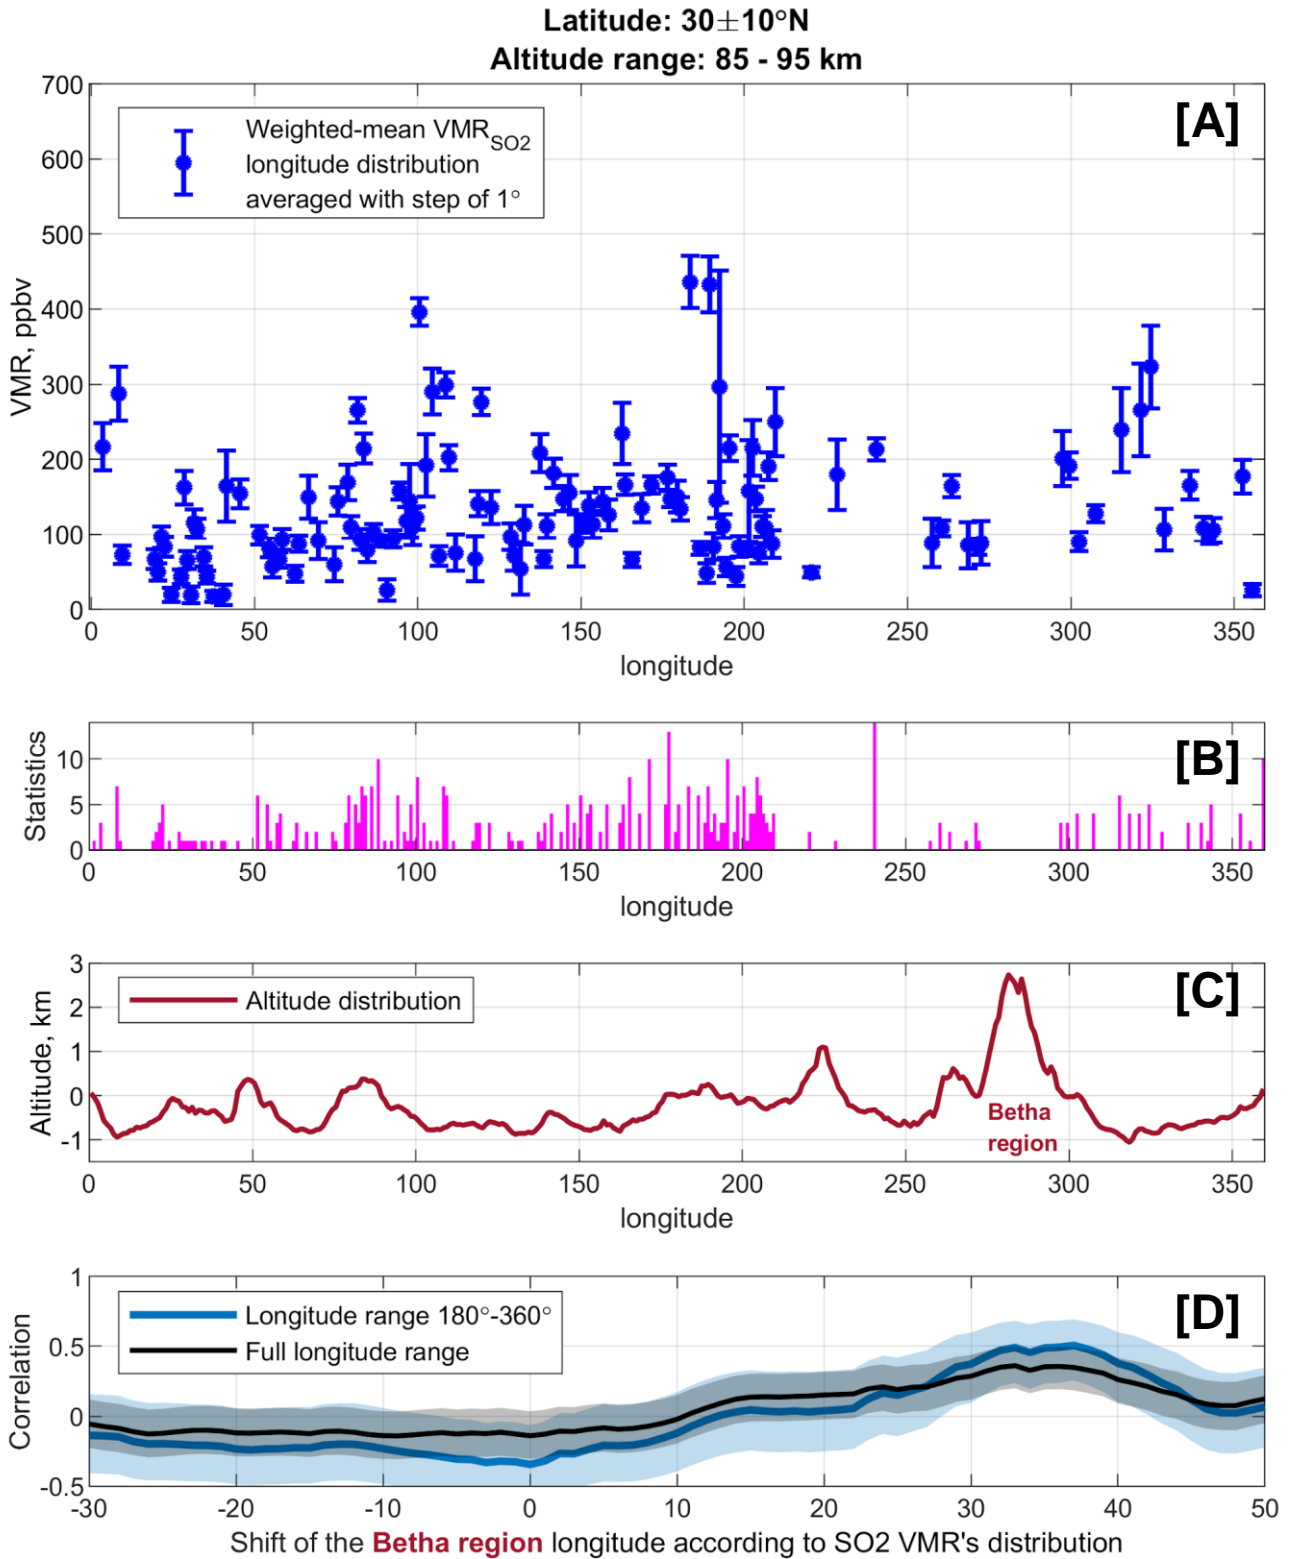 Latitude: 30±10°N
Altitude range: 85 - 95 km
[A]
Weighted-mean VMR_SO2
longitude distribution
averaged with step of 1°
VMR, ppbv
700
600
500
400
300
200
100
0
0 50 100 150 200 250 300 350
longitude
[B]
Statistics
10
5
0
0 50 100 150 200 250 300 350
longitude
[C]
Altitude distribution
Altitude, km
3
2
1
0
-1
Betha
region
0 50 100 150 200 250 300 350
longitude
[D]
Longitude range 180°-360°
Full longitude range
Correlation
1
0.5
0
-0.5
-30 -20 -10 0 10 20 30 40 50
Shift of the Betha region longitude according to SO2 VMR's distribution